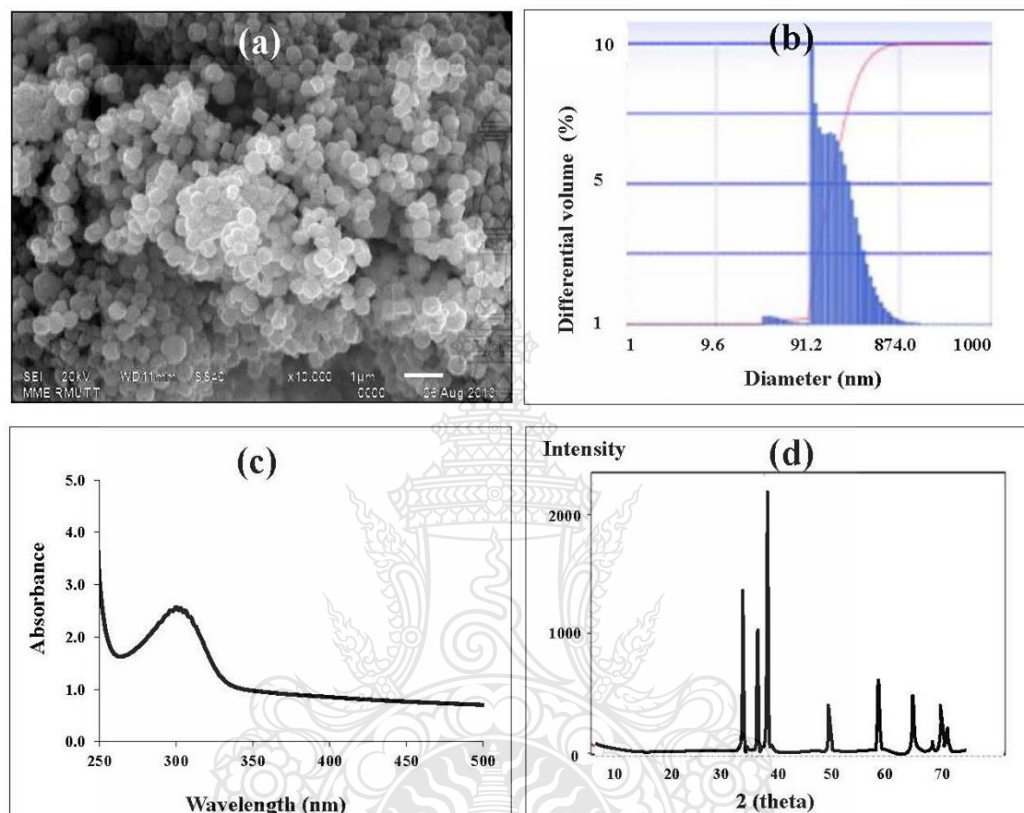 (a)
SEI 20kV WD11mm SS40 x10,000 1µm
MME RMUTT 0000 26 Aug 2013
(b)
Differential volume (%)
10
5
1
1 9.6 91.2 874.0 1000
Diameter (nm)
(c)
Absorbance
5.0
4.0
3.0
2.0
1.0
0.0
250 300 350 400 450 500
Wavelength (nm)
(d)
Intensity
2000
1000
0
10 20 30 40 50 60 70
2 (theta)